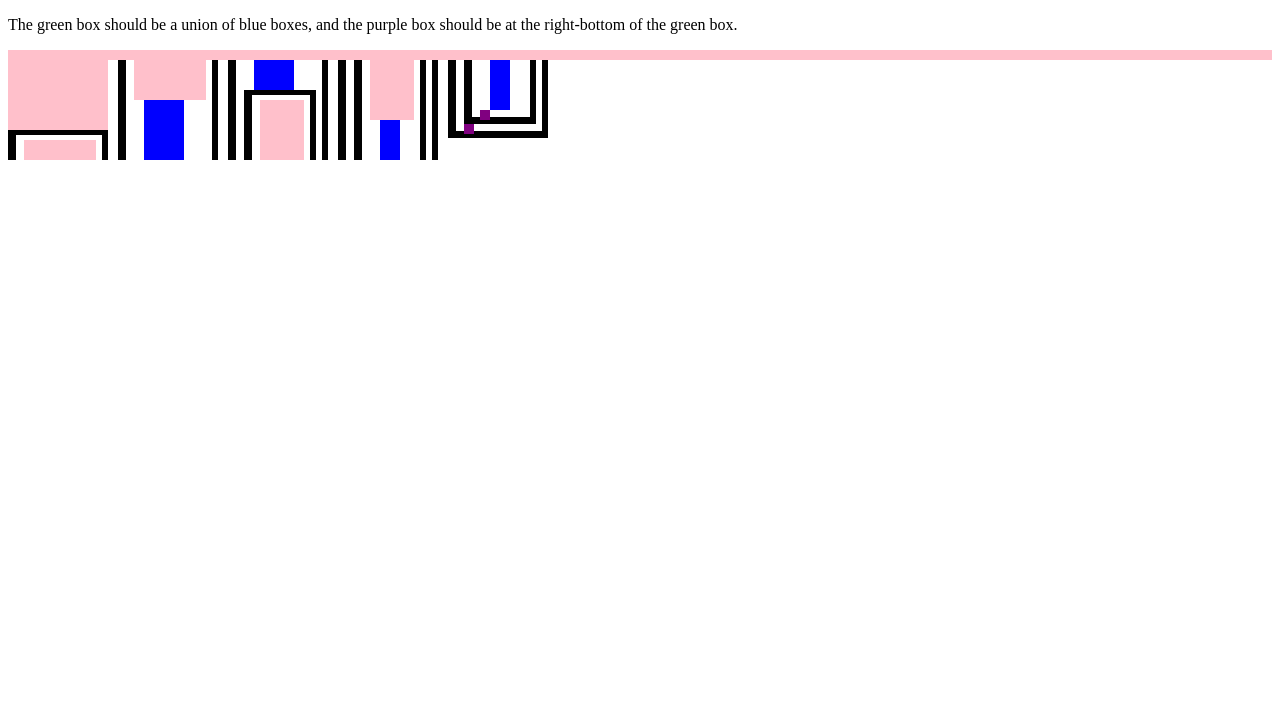 The green box should be a union of blue boxes, and the purple box should be at the right-bottom of the green box.